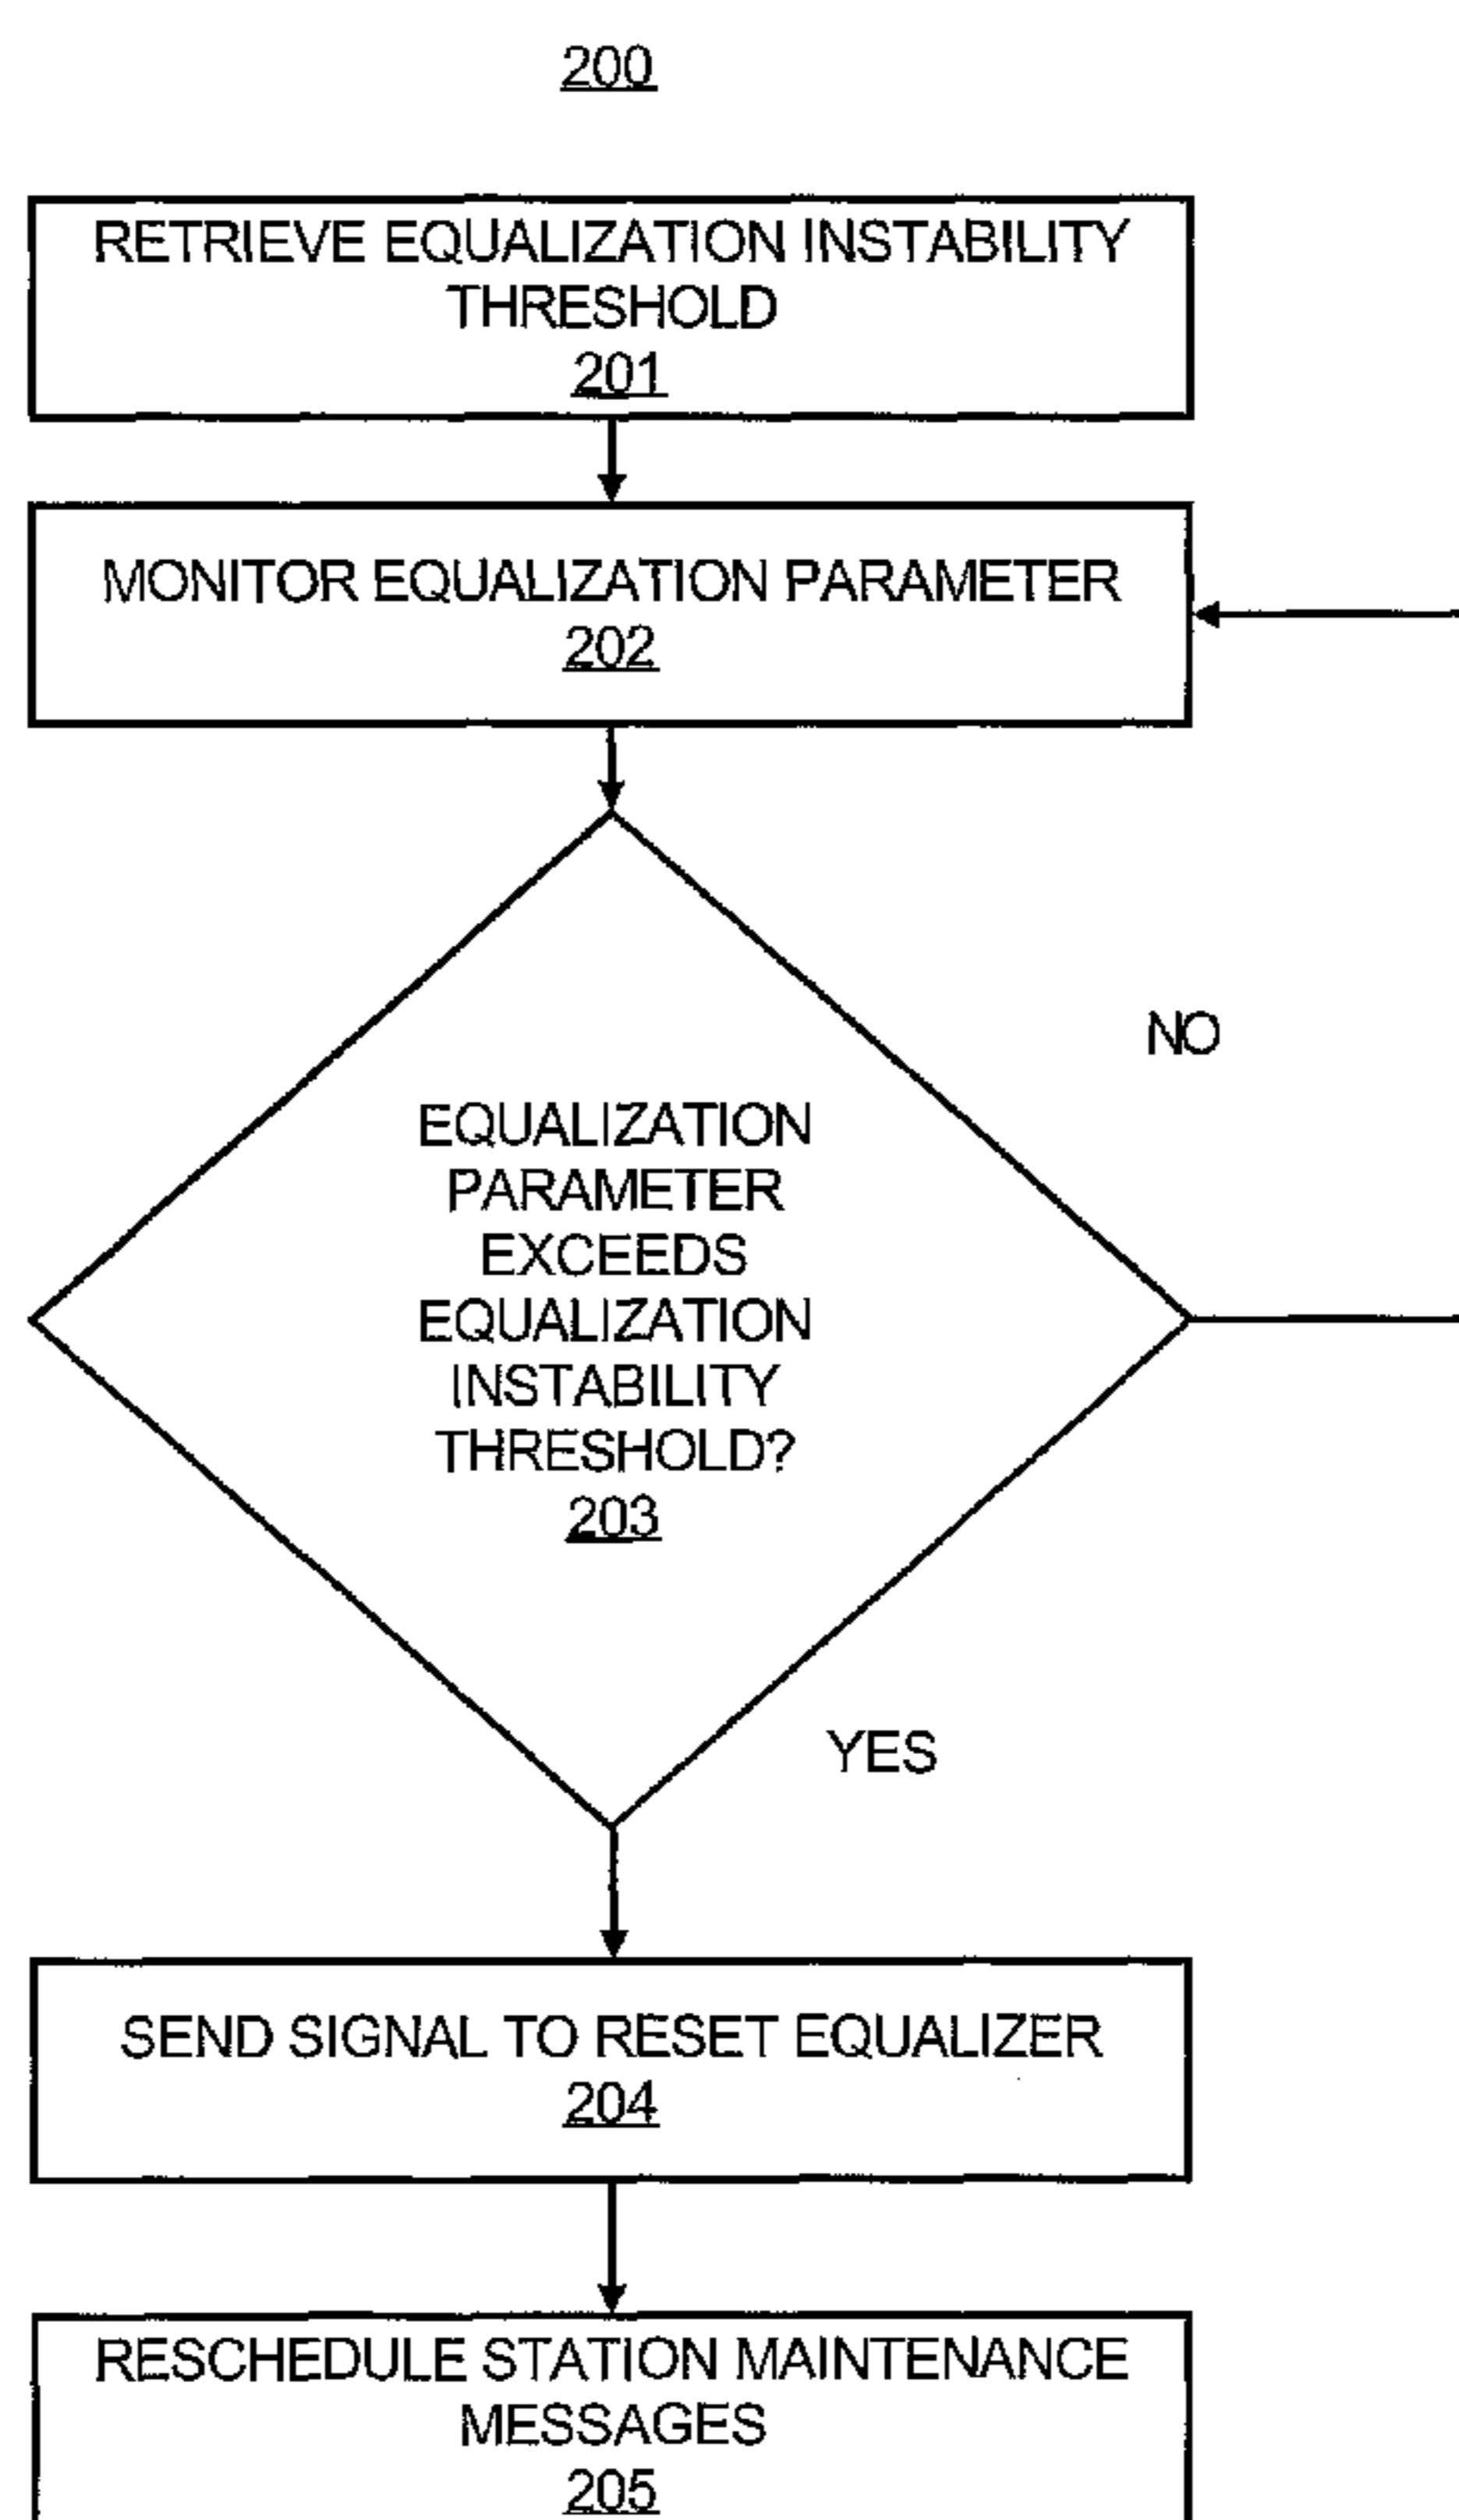 200
RETRIEVE EQUALIZATION INSTABILITY
THRESHOLD
201
MONITOR EQUALIZATION PARAMETER
202
NO
EQUALIZATION
PARAMETER
EXCEEDS
EQUALIZATION
INSTABILITY
THRESHOLD?
203
YES
SEND SIGNAL TO RESET EQUALIZER
204
RESCHEDULE STATION MAINTENANCE
MESSAGES
205